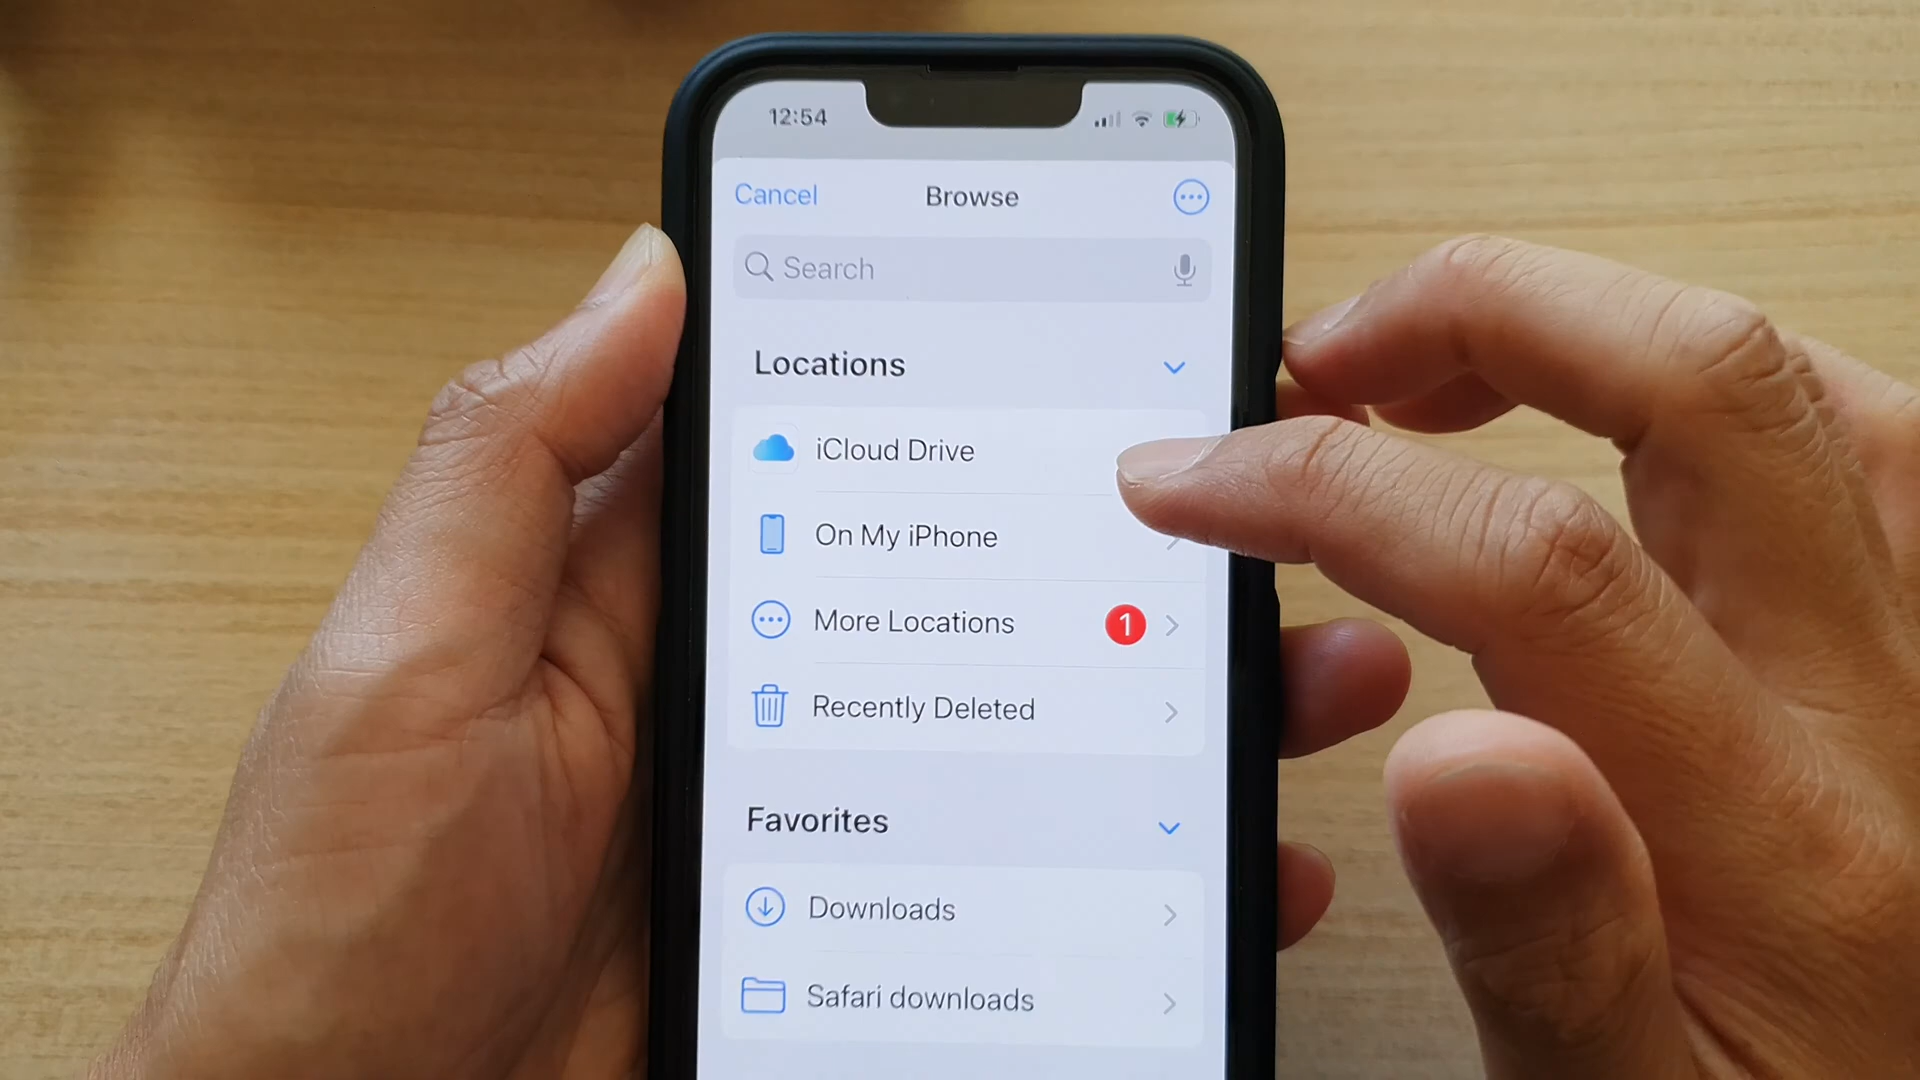 12:54
Cancel Browse
Search
Locations
iCloud Drive
On My iPhone
More Locations 1
Recently Deleted
Favorites
Downloads
Safari downloads